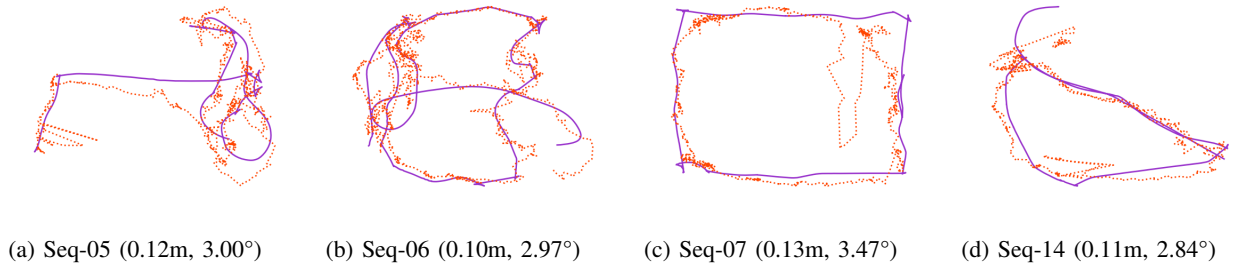 (a) Seq-05 (0.12m, 3.00°) (b) Seq-06 (0.10m, 2.97°) (c) Seq-07 (0.13m, 3.47°) (d) Seq-14 (0.11m, 2.84°)